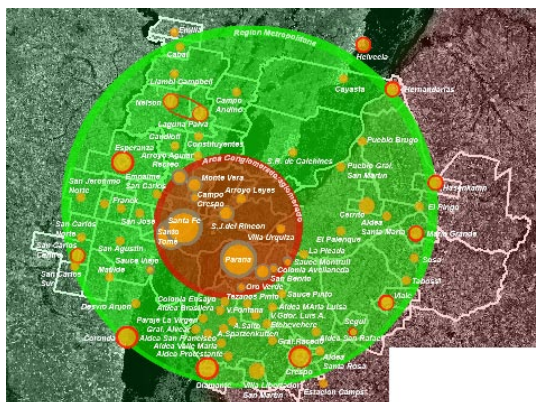 Emilia
Region Metropolitana
Cabal
Helvecia
Llambi Campbell
Cayasta
Hernandarias
Nelson
Campo
Andino
Laguna Paiva
Candioti
Constituyentes
Pueblo Brugo
Arroyo Aguiar
Esperanza
Recreo
Area Conglomerado/aglomerado
S.R. de Calchines
Empalme
San Carlos
Pueblo Gral.
San Martin
Monte Vera
San Jeronimo
Norte
Campo
Crespo
Arroyo Leyes
Hasenkamp
Franck
Cerrito
El Pingo
San Jose
Santa Fe
Aldea
Santa Maria
San Carlos
Norte
Santo
Tome
S.J.del Rincon
Villa Urquiza
El Palenque
Maria Grande
San Carlos
San Agustin
La Picada
Sosa
San Carlos
Sur
Sauce Viejo
Parana
Sauce Montrull
Matilde
Colonia Avellaneda
San Benito
Tabossi
Oro Verde
Desvio Arijon
Colonia Ensayo
Tezanos Pinto
Sauce Pinto
Viale
Aldea Brasilera
Aldea MAria Luisa
Paraje La Virgen
V.Fontana
V.Gdor. Luis A.
Etchevehere
Segui
Gral. Alvear
A.Salto
Coronda
Aldea San Francisco
A.Spatzenkutten
Aldea San Rafael
Aldea Valle Maria
Gral.Racedo
Aldea Protestante
Aldea
Santa Rosa
Crespo
Diamante
Villa Libertador
San Martin
Estacion Camps